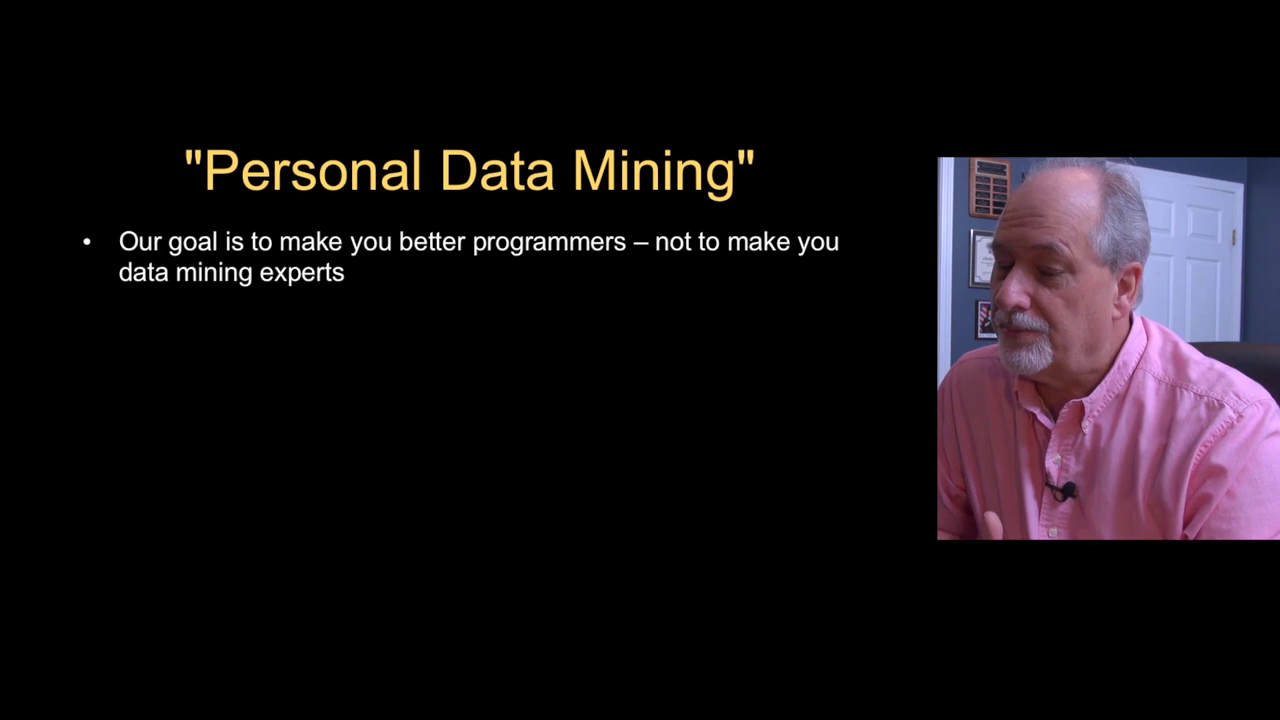 "Personal Data Mining"
• Our goal is to make you better programmers – not to make you
data mining experts